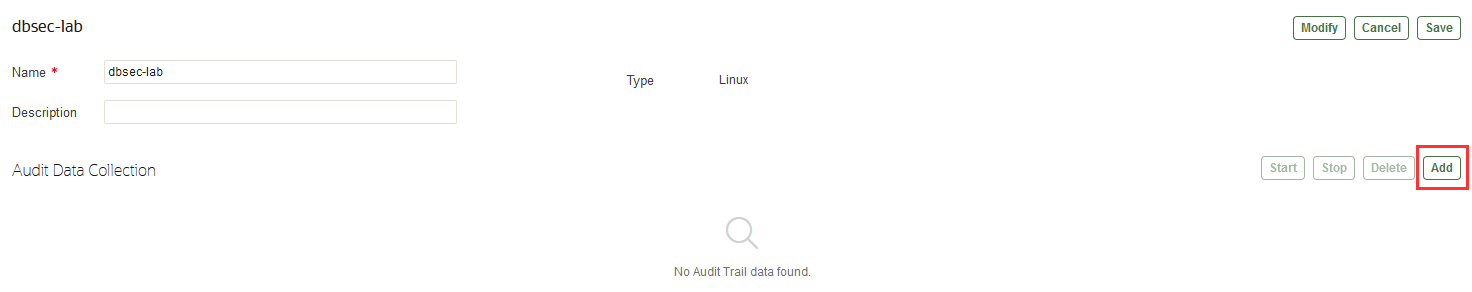 dbsec-lab
Modify Cancel Save
Name * dbsec-lab
Type Linux
Description
Audit Data Collection
Start Stop Delete Add
No Audit Trail data found.